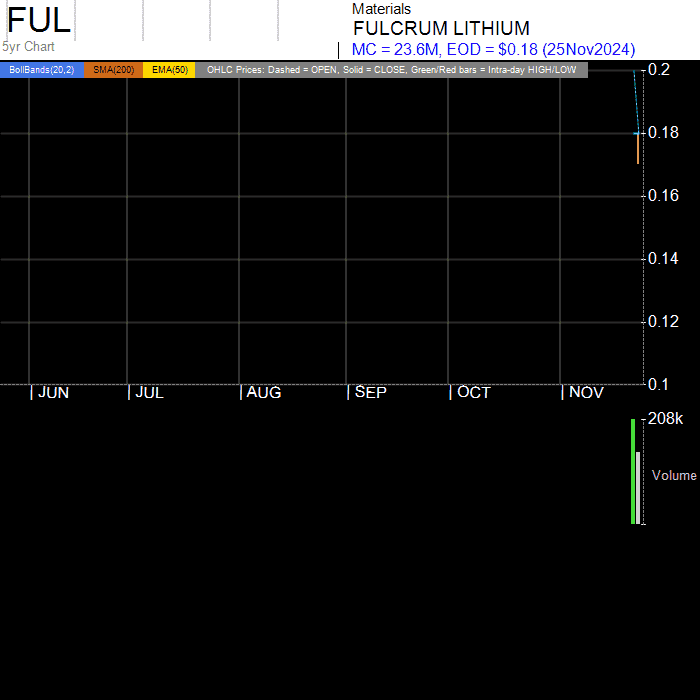 FUL
Materials
FULCRUM LITHIUM
5yr Chart
MC = 23.6M, EOD = $0.18 (25Nov2024)
BollBands(20,2) SMA(200) EMA(50) OHLC Prices: Dashed = OPEN, Solid = CLOSE, Green/Red bars = Intra-day HIGH/LOW
0.2
0.18
0.16
0.14
0.12
0.1
JUN JUL AUG SEP OCT NOV
208k
Volume